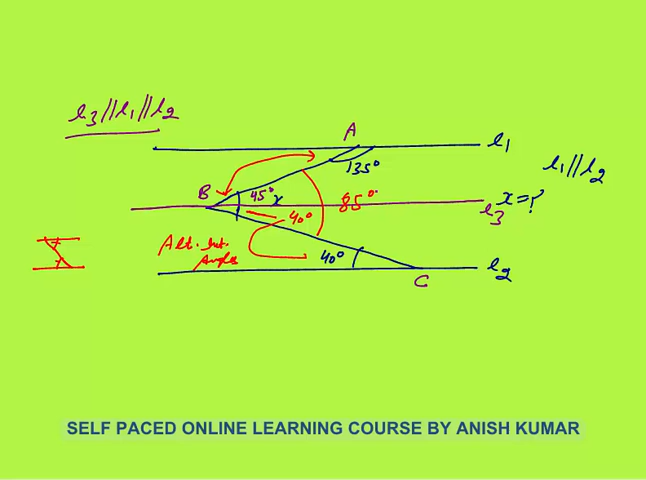 l3//l1//l2
A
l1
135°
l1//l2
B
45° x
85°
x=?
l3
40°
Alt. Int.
Angles
40°
l2
C
SELF PACED ONLINE LEARNING COURSE BY ANISH KUMAR